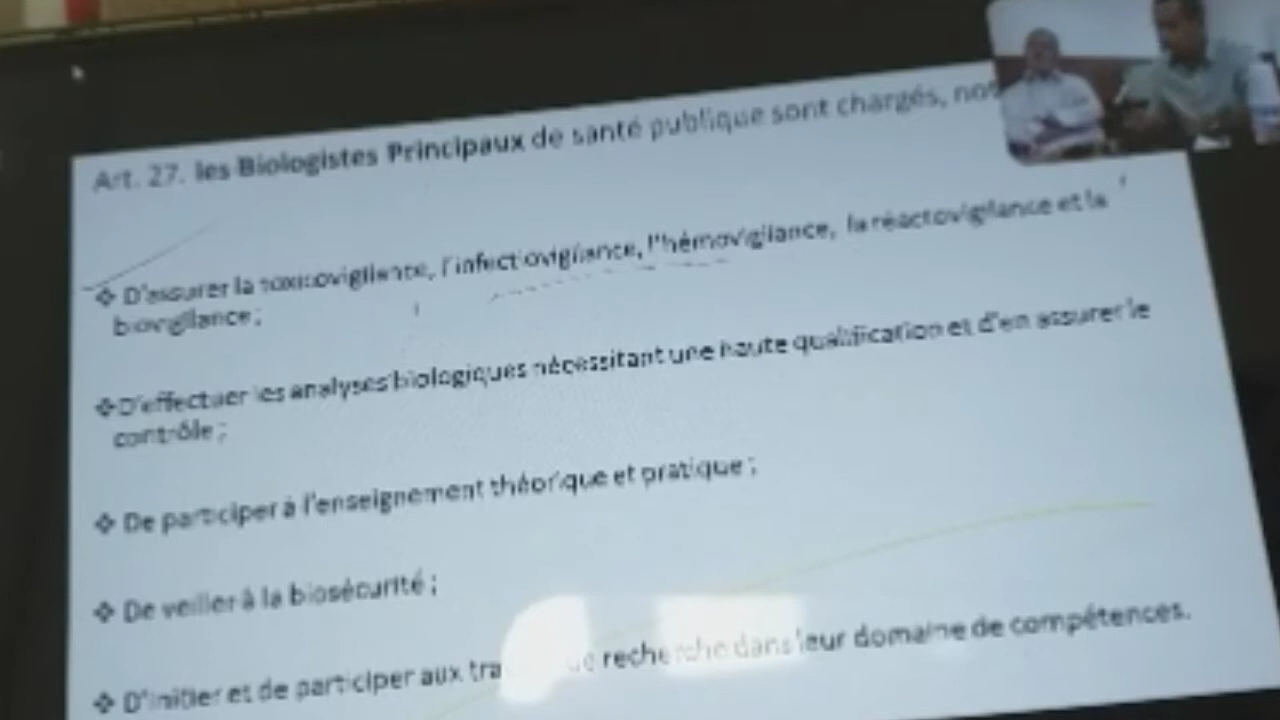 Art. 27. les Biologistes Principaux de santé publique sont chargés,
❖ D'assurer la toxicovigilance, l'infectiovigilance, l'hémovigilance, la réactovigilance et la
biovigilance ;
❖ D'effectuer les analyses biologiques nécessitant une haute qualification et d'en assurer le
contrôle ;
❖ De participer à l'enseignement théorique et pratique ;
❖ De veiller à la biosécurité ;
❖ D'initier et de participer aux recherche dans leur domaine de compétences.